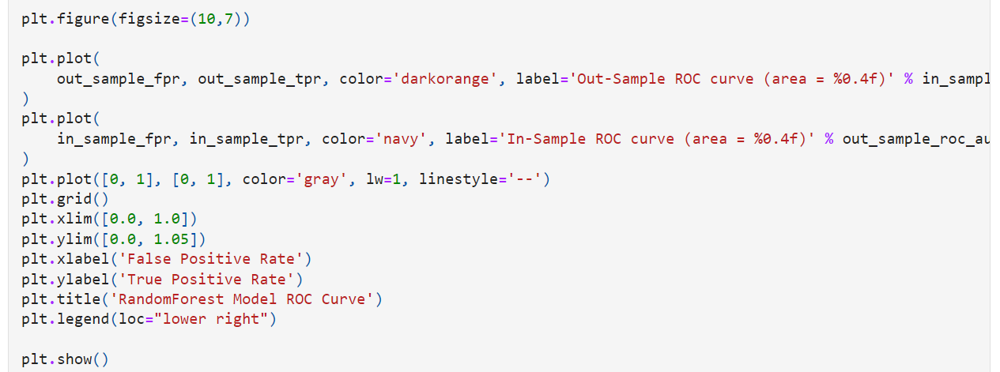 plt.figure(figsize=(10,7))
plt.plot(
    out_sample_fpr, out_sample_tpr, color='darkorange', label='Out-Sample ROC curve (area = %0.4f)' % in_sampl
)
plt.plot(
    in_sample_fpr, in_sample_tpr, color='navy', label='In-Sample ROC curve (area = %0.4f)' % out_sample_roc_au
)
plt.plot([0, 1], [0, 1], color='gray', lw=1, linestyle='--')
plt.grid()
plt.xlim([0.0, 1.0])
plt.ylim([0.0, 1.05])
plt.xlabel('False Positive Rate')
plt.ylabel('True Positive Rate')
plt.title('RandomForest Model ROC Curve')
plt.legend(loc="lower right")
plt.show()